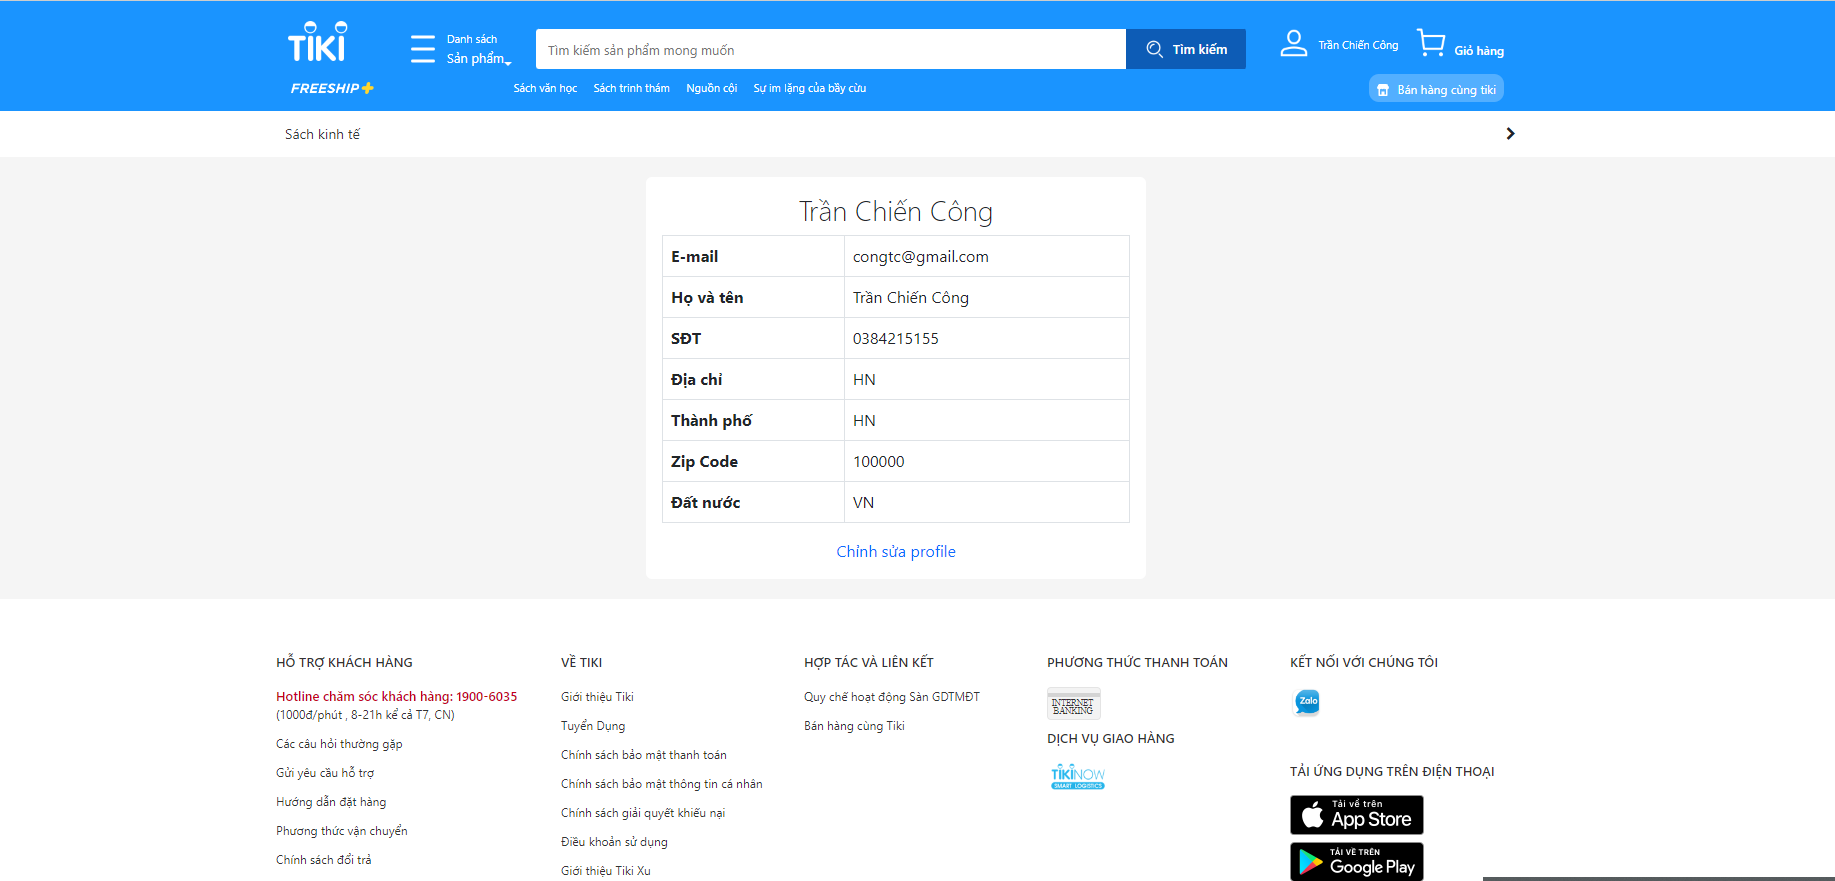 TIKI
Danh sách
Sản phẩm
Tìm kiếm sản phẩm mong muốn
Tìm kiếm
Trần Chiến Công
Giỏ hàng
FREESHIP+
Sách văn học
Sách trinh thám
Nguồn cội
Sự im lặng của bầy cừu
Bán hàng cùng tiki
Sách kinh tế
Trần Chiến Công
E-mail congtc@gmail.com
Họ và tên Trần Chiến Công
SĐT 0384215155
Địa chỉ HN
Thành phố HN
Zip Code 100000
Đất nước VN
Chỉnh sửa profile
HỖ TRỢ KHÁCH HÀNG
Hotline chăm sóc khách hàng: 1900-6035
(1000đ/phút , 8-21h kể cả T7, CN)
Các câu hỏi thường gặp
Gửi yêu cầu hỗ trợ
Hướng dẫn đặt hàng
Phương thức vận chuyển
Chính sách đổi trả
VỀ TIKI
Giới thiệu Tiki
Tuyển Dụng
Chính sách bảo mật thanh toán
Chính sách bảo mật thông tin cá nhân
Chính sách giải quyết khiếu nại
Điều khoản sử dụng
Giới thiệu Tiki Xu
HỢP TÁC VÀ LIÊN KẾT
Quy chế hoạt động Sàn GDTMĐT
Bán hàng cùng Tiki
PHƯƠNG THỨC THANH TOÁN
INTERNET
BANKING
DỊCH VỤ GIAO HÀNG
TIKINOW
SMART LOGISTICS
KẾT NỐI VỚI CHÚNG TÔI
Zalo
TẢI ỨNG DỤNG TRÊN ĐIỆN THOẠI
Tải về trên
App Store
TẢI VỀ TRÊN
Google Play